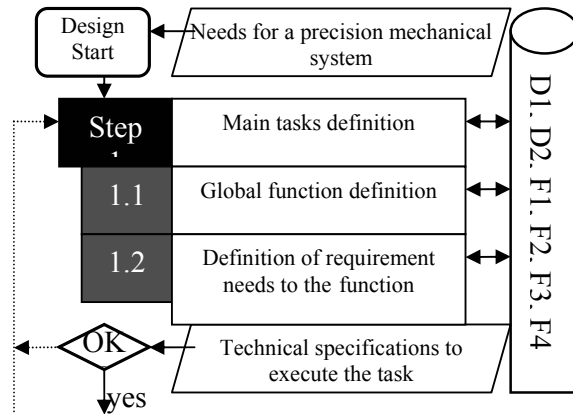 Design
Start
Needs for a precision mechanical
system
Step
Main tasks definition
1.1
Global function definition
1.2
Definition of requirement
needs to the function
OK
Technical specifications to
execute the task
yes
D1, D2, F1, F2, F3, F4